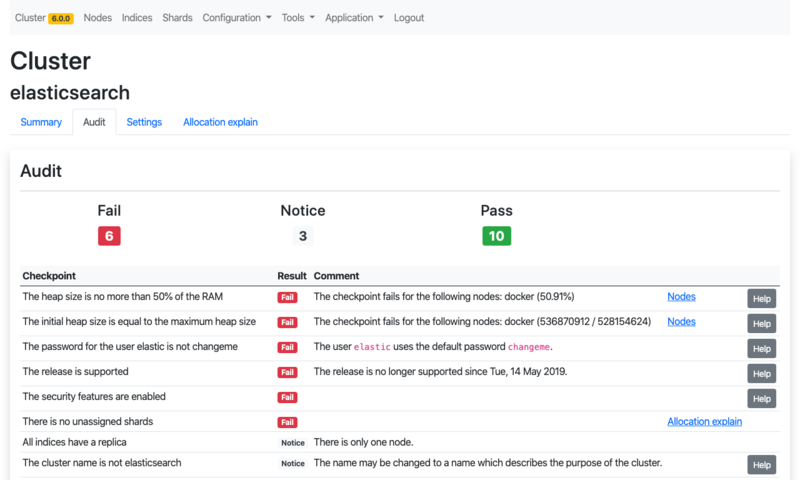 Cluster 6.0.0 Nodes Indices Shards Configuration Tools Application Logout
Cluster
elasticsearch
Summary Audit Settings Allocation explain
Audit
Fail Notice Pass
6 3 10
Checkpoint Result Comment
The heap size is no more than 50% of the RAM Fail The checkpoint fails for the following nodes: docker (50.91%) Nodes Help
The initial heap size is equal to the maximum heap size Fail The checkpoint fails for the following nodes: docker (536870912 / 528154624) Nodes Help
The password for the user elastic is not changeme Fail The user elastic uses the default password changeme. Help
The release is supported Fail The release is no longer supported since Tue, 14 May 2019. Help
The security features are enabled Fail Help
There is no unassigned shards Fail Allocation explain
All indices have a replica Notice There is only one node.
The cluster name is not elasticsearch Notice The name may be changed to a name which describes the purpose of the cluster. Help